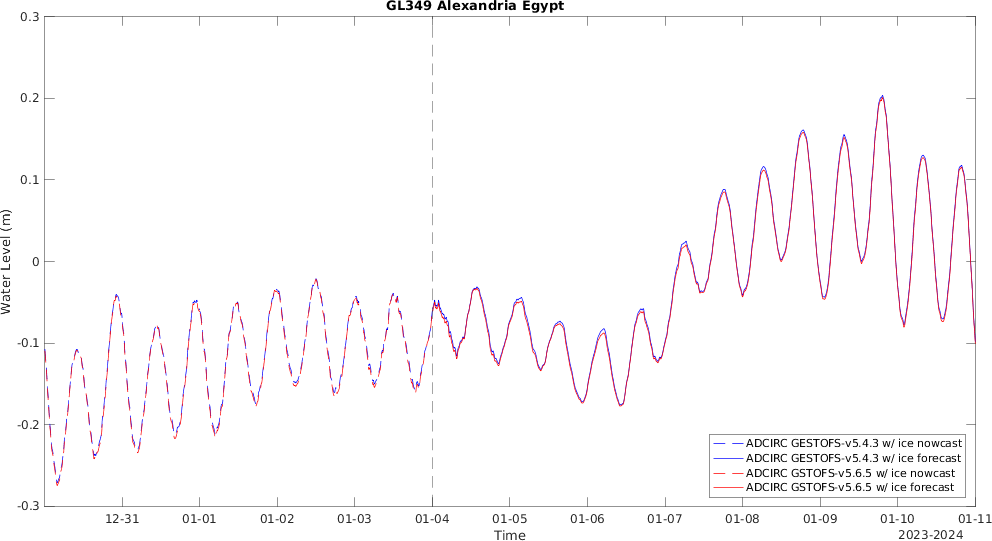 GL349 Alexandria Egypt
0.3
0.2
0.1
0
-0.1
-0.2
-0.3
Water Level (m)
ADCIRC GESTOFS-v5.4.3 w/ ice nowcast
ADCIRC GESTOFS-v5.4.3 w/ ice forecast
ADCIRC GSTOFS-v5.6.5 w/ ice nowcast
ADCIRC GSTOFS-v5.6.5 w/ ice forecast
12-31 01-01 01-02 01-03 01-04 01-05 01-06 01-07 01-08 01-09 01-10 01-11
Time
2023-2024